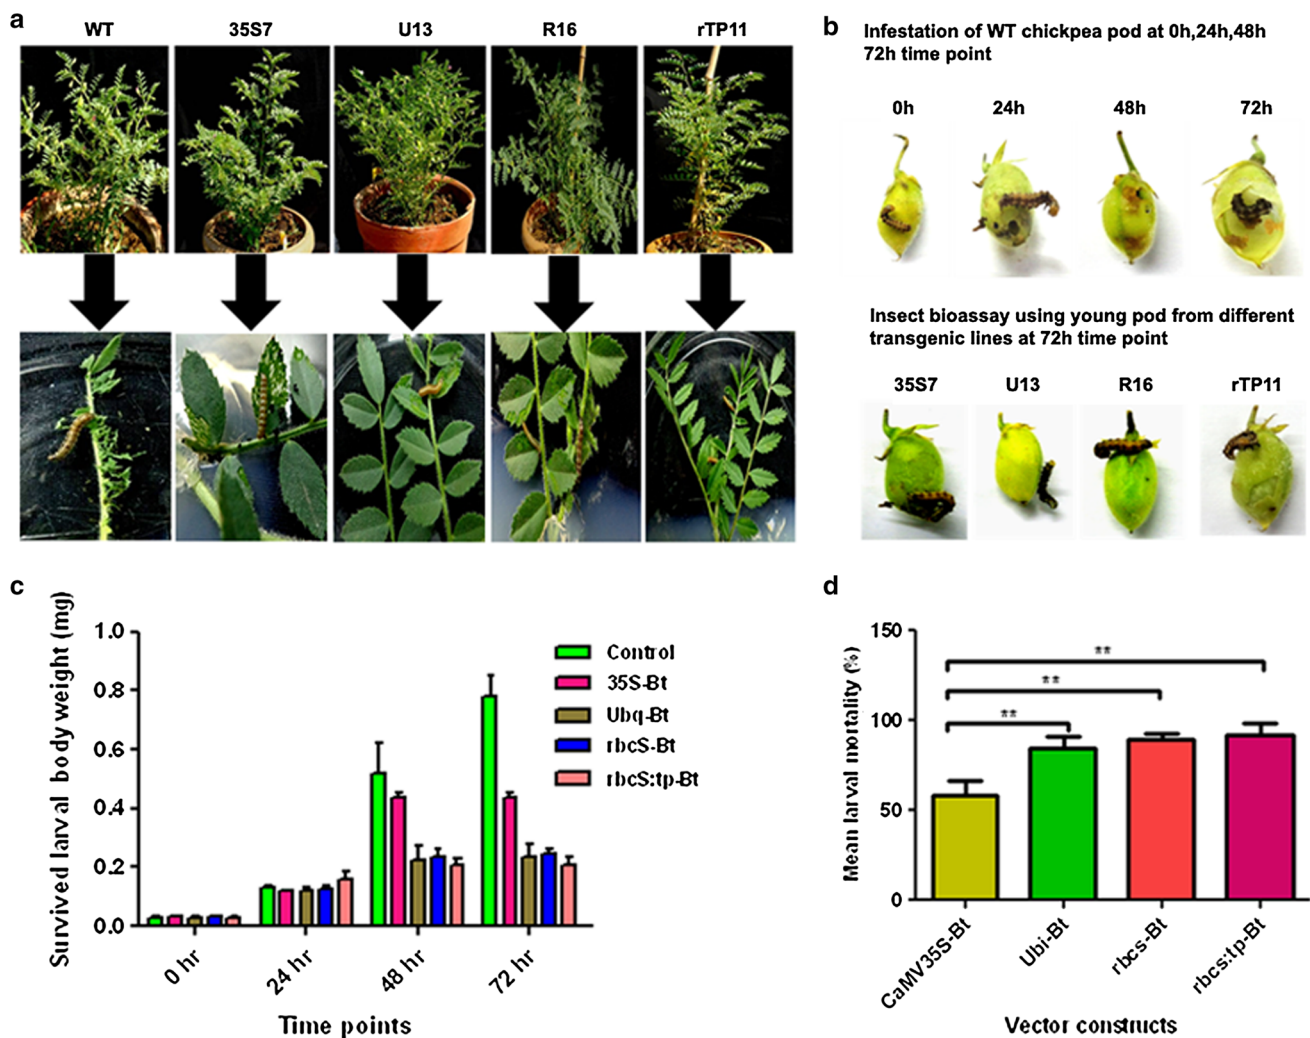 a
WT 35S7 U13 R16 rTP11
b
Infestation of WT chickpea pod at 0h,24h,48h
72h time point
0h 24h 48h 72h
Insect bioassay using young pod from different
transgenic lines at 72h time point
35S7 U13 R16 rTP11
c
Survived larval body weight (mg)
1.0
0.8
0.6
0.4
0.2
0.0
Control
35S-Bt
Ubq-Bt
rbcS-Bt
rbcS:tp-Bt
0 hr 24 hr 48 hr 72 hr
Time points
d
Mean larval mortality (%)
150
100
50
0
**
**
**
CaMV35S-Bt Ubi-Bt rbcs-Bt rbcs:tp-Bt
Vector constructs